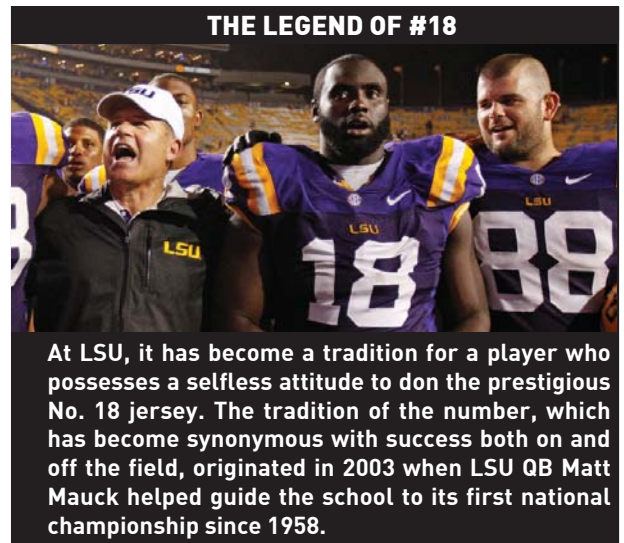 THE LEGEND OF #18
LSU
LSU
LSU
LSU
18
88
At LSU, it has become a tradition for a player who
possesses a selfless attitude to don the prestigious
No. 18 jersey. The tradition of the number, which
has become synonymous with success both on and
off the field, originated in 2003 when LSU QB Matt
Mauck helped guide the school to its first national
championship since 1958.